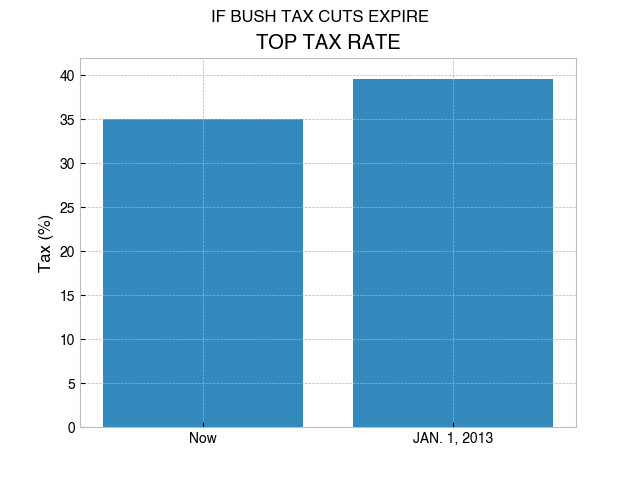 IF BUSH TAX CUTS EXPIRE
TOP TAX RATE
Tax (%)
40
35
30
25
20
15
10
5
0
Now
JAN. 1, 2013